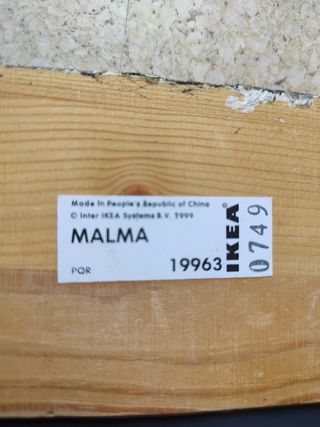 Made in People's Republic of China
© Inter IKEA Systems B.V. 1999
MALMA
PQR
19963
IKEA®
0749